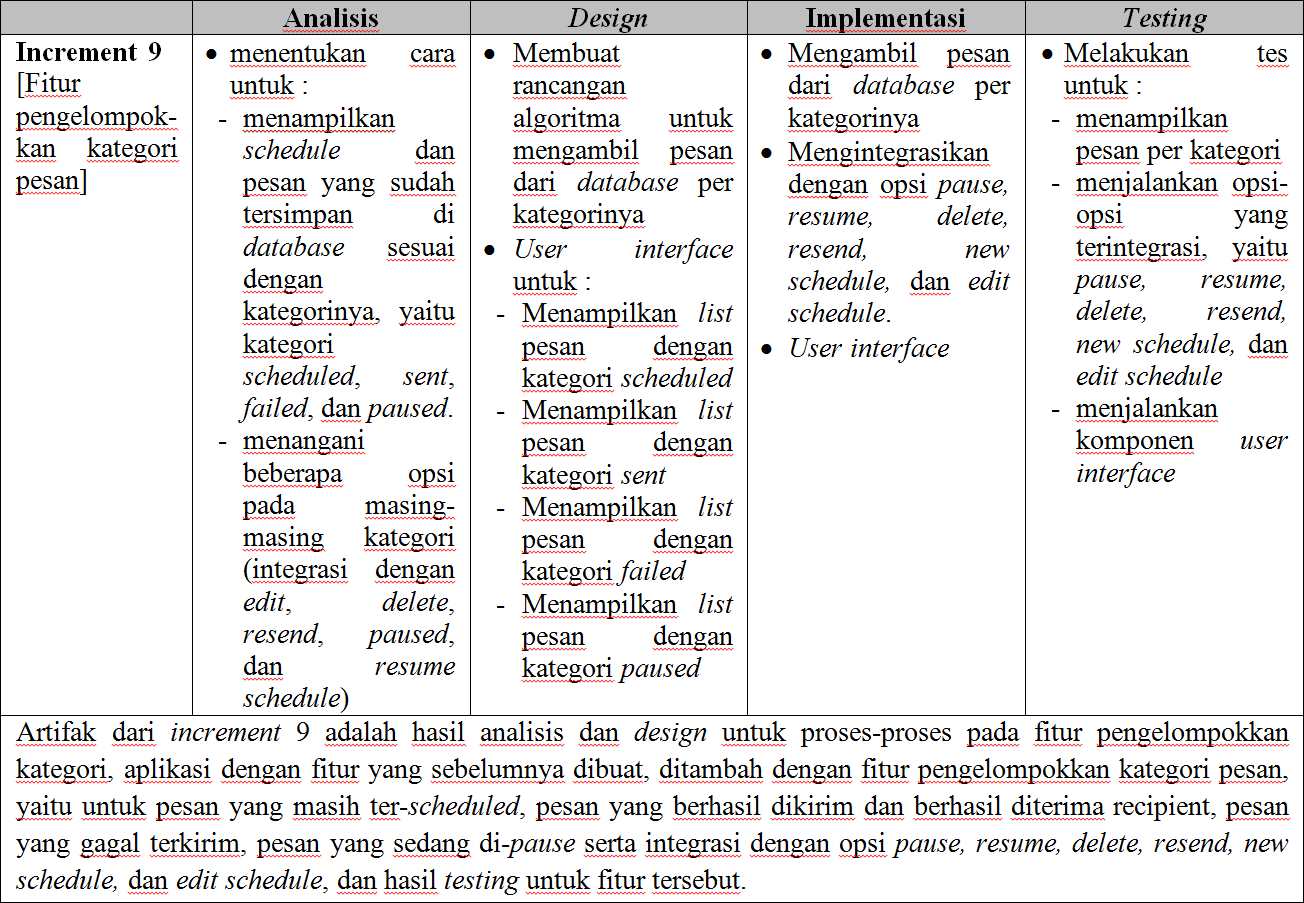 Analisis
Design
Implementasi
Testing
Increment 9
[Fitur
pengelompok-
kan kategori
pesan]
• menentukan cara
untuk :
- menampilkan
schedule dan
pesan yang sudah
tersimpan di
database sesuai
dengan
kategorinya, yaitu
kategori
scheduled, sent,
failed, dan paused.
- menangani
beberapa opsi
pada masing-
masing kategori
(integrasi dengan
edit, delete,
resend, paused,
dan resume
schedule)
• Membuat
rancangan
algoritma untuk
mengambil pesan
dari database per
kategorinya
• User interface
untuk :
- Menampilkan list
pesan dengan
kategori scheduled
- Menampilkan list
pesan dengan
kategori sent
- Menampilkan list
pesan dengan
kategori failed
- Menampilkan list
pesan dengan
kategori paused
• Mengambil pesan
dari database per
kategorinya
• Mengintegrasikan
dengan opsi pause,
resume, delete,
resend, new
schedule, dan edit
schedule.
• User interface
• Melakukan tes
untuk :
- menampilkan
pesan per kategori
- menjalankan opsi-
opsi yang
terintegrasi, yaitu
pause, resume,
delete, resend,
new schedule, dan
edit schedule
- menjalankan
komponen user
interface
Artifak dari increment 9 adalah hasil analisis dan design untuk proses-proses pada fitur pengelompokkan
kategori, aplikasi dengan fitur yang sebelumnya dibuat, ditambah dengan fitur pengelompokkan kategori pesan,
yaitu untuk pesan yang masih ter-scheduled, pesan yang berhasil dikirim dan berhasil diterima recipient, pesan
yang gagal terkirim, pesan yang sedang di-pause serta integrasi dengan opsi pause, resume, delete, resend, new
schedule, dan edit schedule, dan hasil testing untuk fitur tersebut.